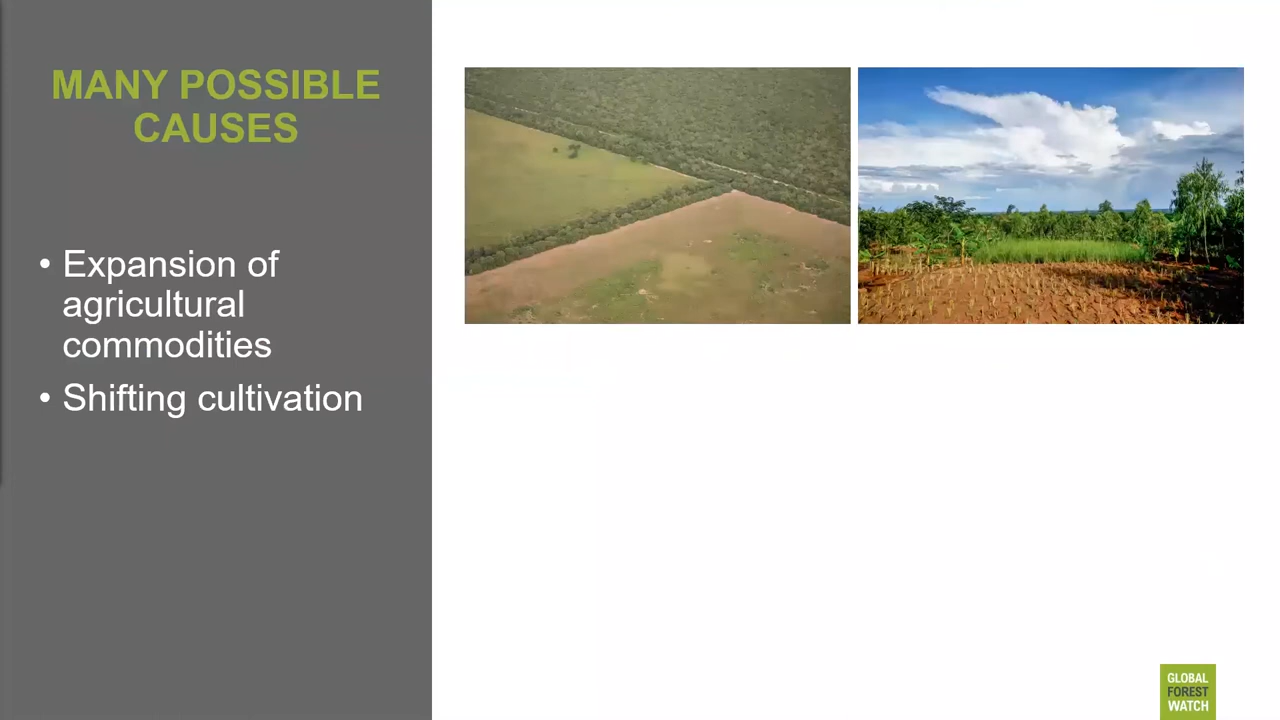 MANY POSSIBLE
CAUSES
• Expansion of
agricultural
commodities
• Shifting cultivation
GLOBAL
FOREST
WATCH